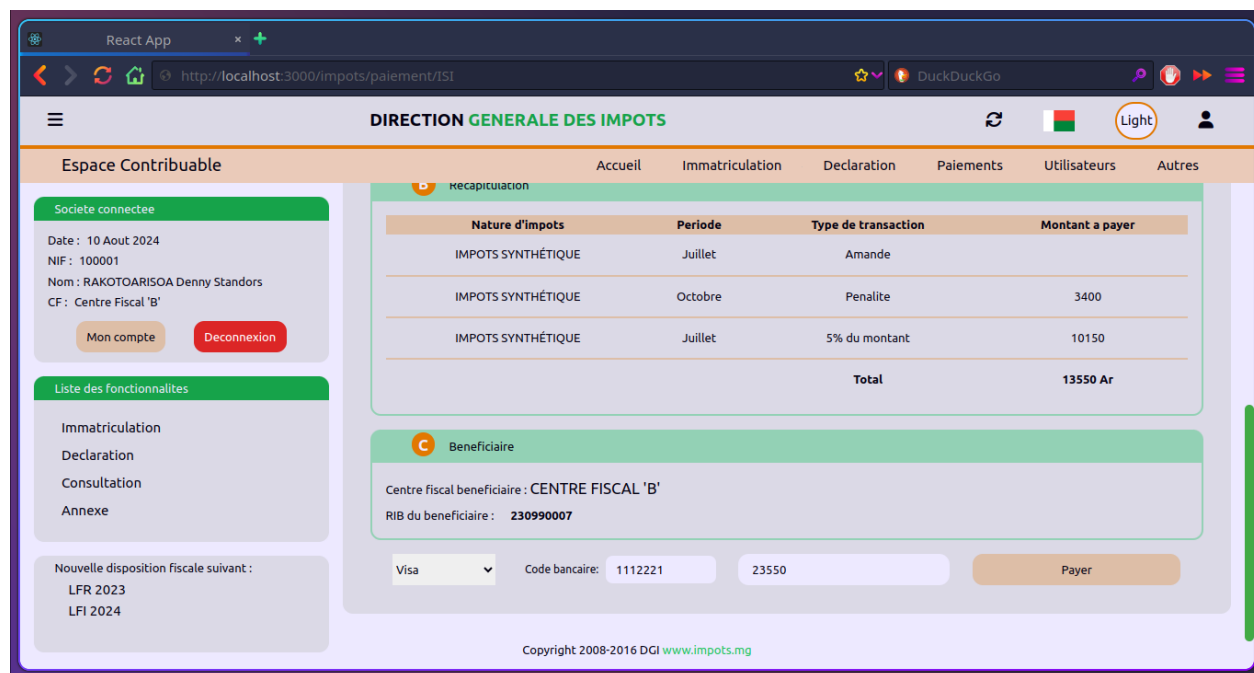 React App
http://localhost:3000/impots/paiement/ISI
DuckDuckGo
DIRECTION GENERALE DES IMPOTS
Light
Espace Contribuable
Accueil
Immatriculation
Declaration
Paiements
Utilisateurs
Autres
Societe connectee
Date : 10 Aout 2024
NIF : 100001
Nom : RAKOTOARISOA Denny Standors
CF : Centre Fiscal 'B'
Mon compte
Deconnexion
Liste des fonctionnalites
Immatriculation
Declaration
Consultation
Annexe
Nouvelle disposition fiscale suivant :
LFR 2023
LFI 2024
B Recapitulation
Nature d'impots Periode Type de transaction Montant a payer
IMPOTS SYNTHÉTIQUE Juillet Amande
IMPOTS SYNTHÉTIQUE Octobre Penalite 3400
IMPOTS SYNTHÉTIQUE Juillet 5% du montant 10150
Total 13550 Ar
C Beneficiaire
Centre fiscal beneficiaire : CENTRE FISCAL 'B'
RIB du beneficiaire : 230990007
Visa Code bancaire: 1112221 23550 Payer
Copyright 2008-2016 DGI www.impots.mg